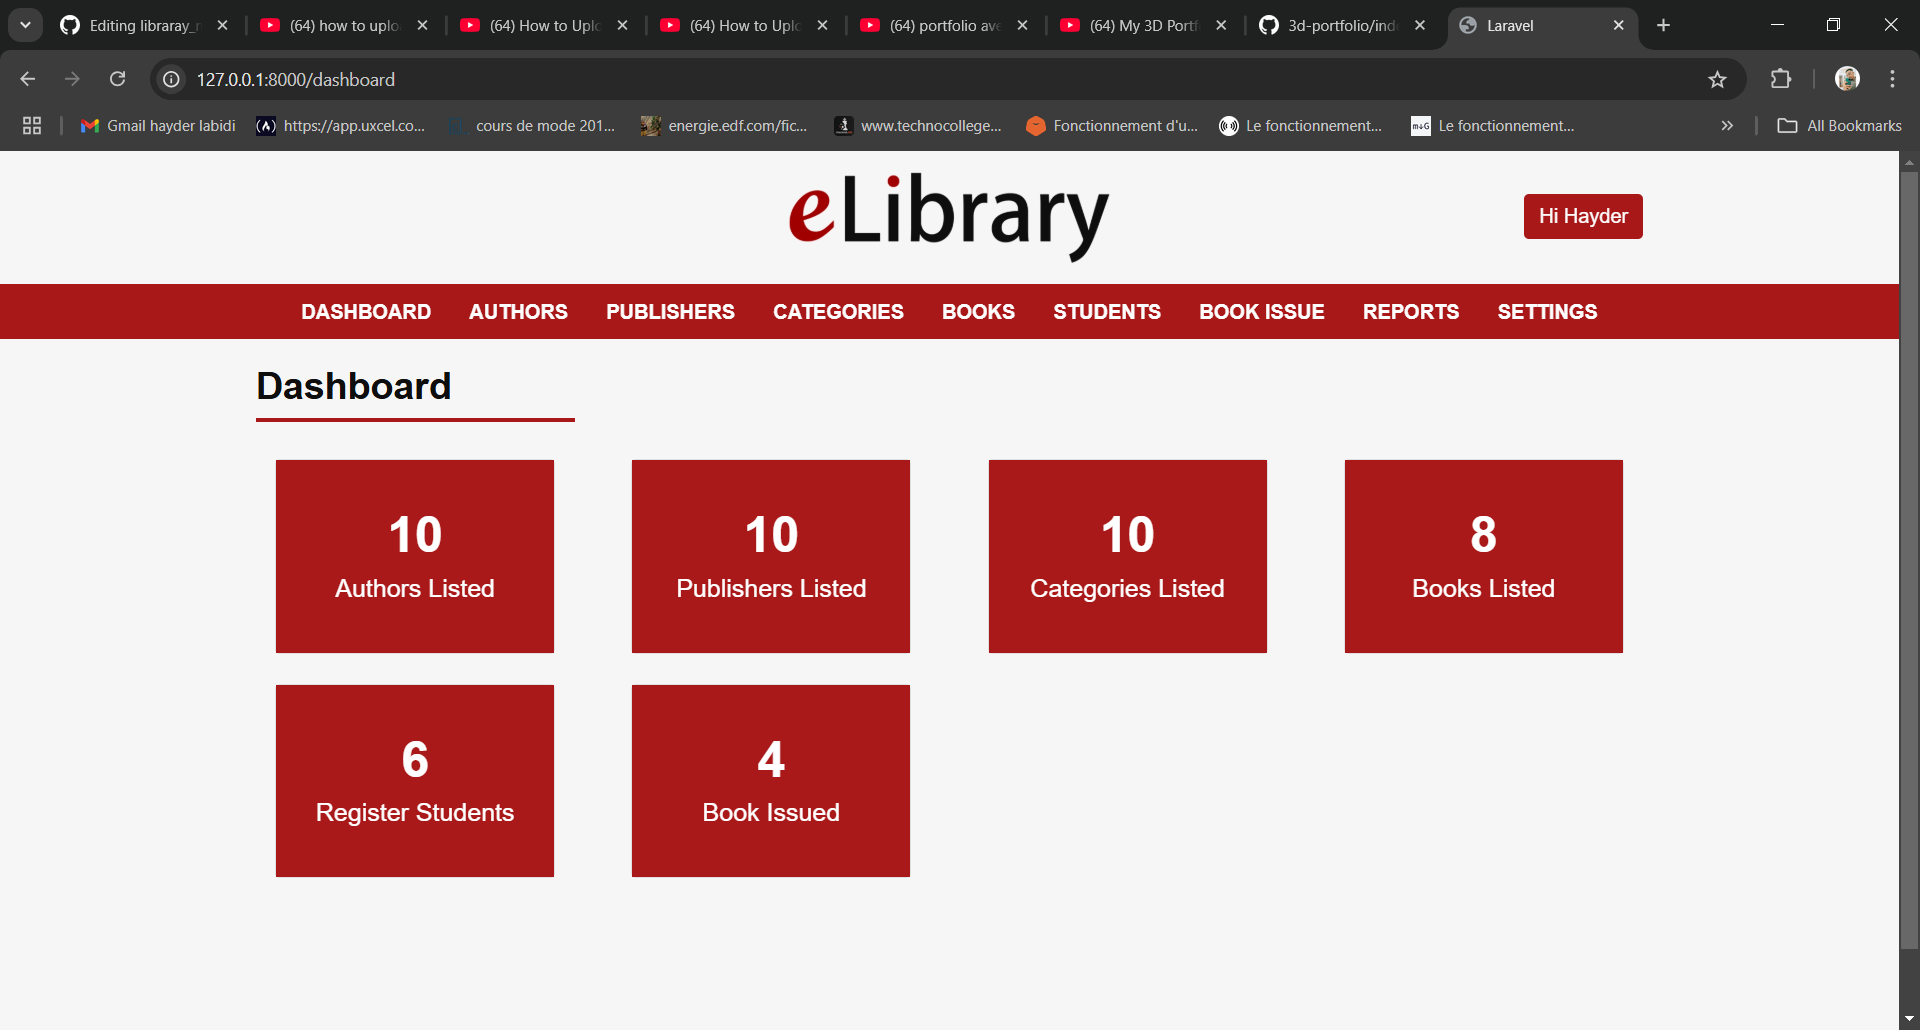 Editing libraray_
(64) how to uplo
(64) How to Uplo
(64) How to Uplo
(64) portfolio ave
(64) My 3D Portf
3d-portfolio/ind
Laravel
127.0.0.1:8000/dashboard
Gmail hayder labidi
https://app.uxcel.co...
cours de mode 201...
energie.edf.com/fic...
www.technocollege...
Fonctionnement d'u...
Le fonctionnement...
Le fonctionnement...
All Bookmarks
eLibrary
Hi Hayder
DASHBOARD AUTHORS PUBLISHERS CATEGORIES BOOKS STUDENTS BOOK ISSUE REPORTS SETTINGS
Dashboard
10
Authors Listed
10
Publishers Listed
10
Categories Listed
8
Books Listed
6
Register Students
4
Book Issued